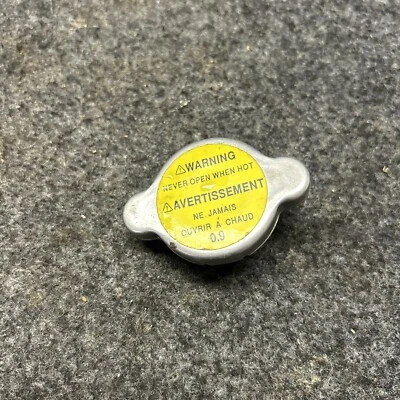 ⚠WARNING
NEVER OPEN WHEN HOT
⚠AVERTISSEMENT
NE JAMAIS
OUVRIR À CHAUD
0.9